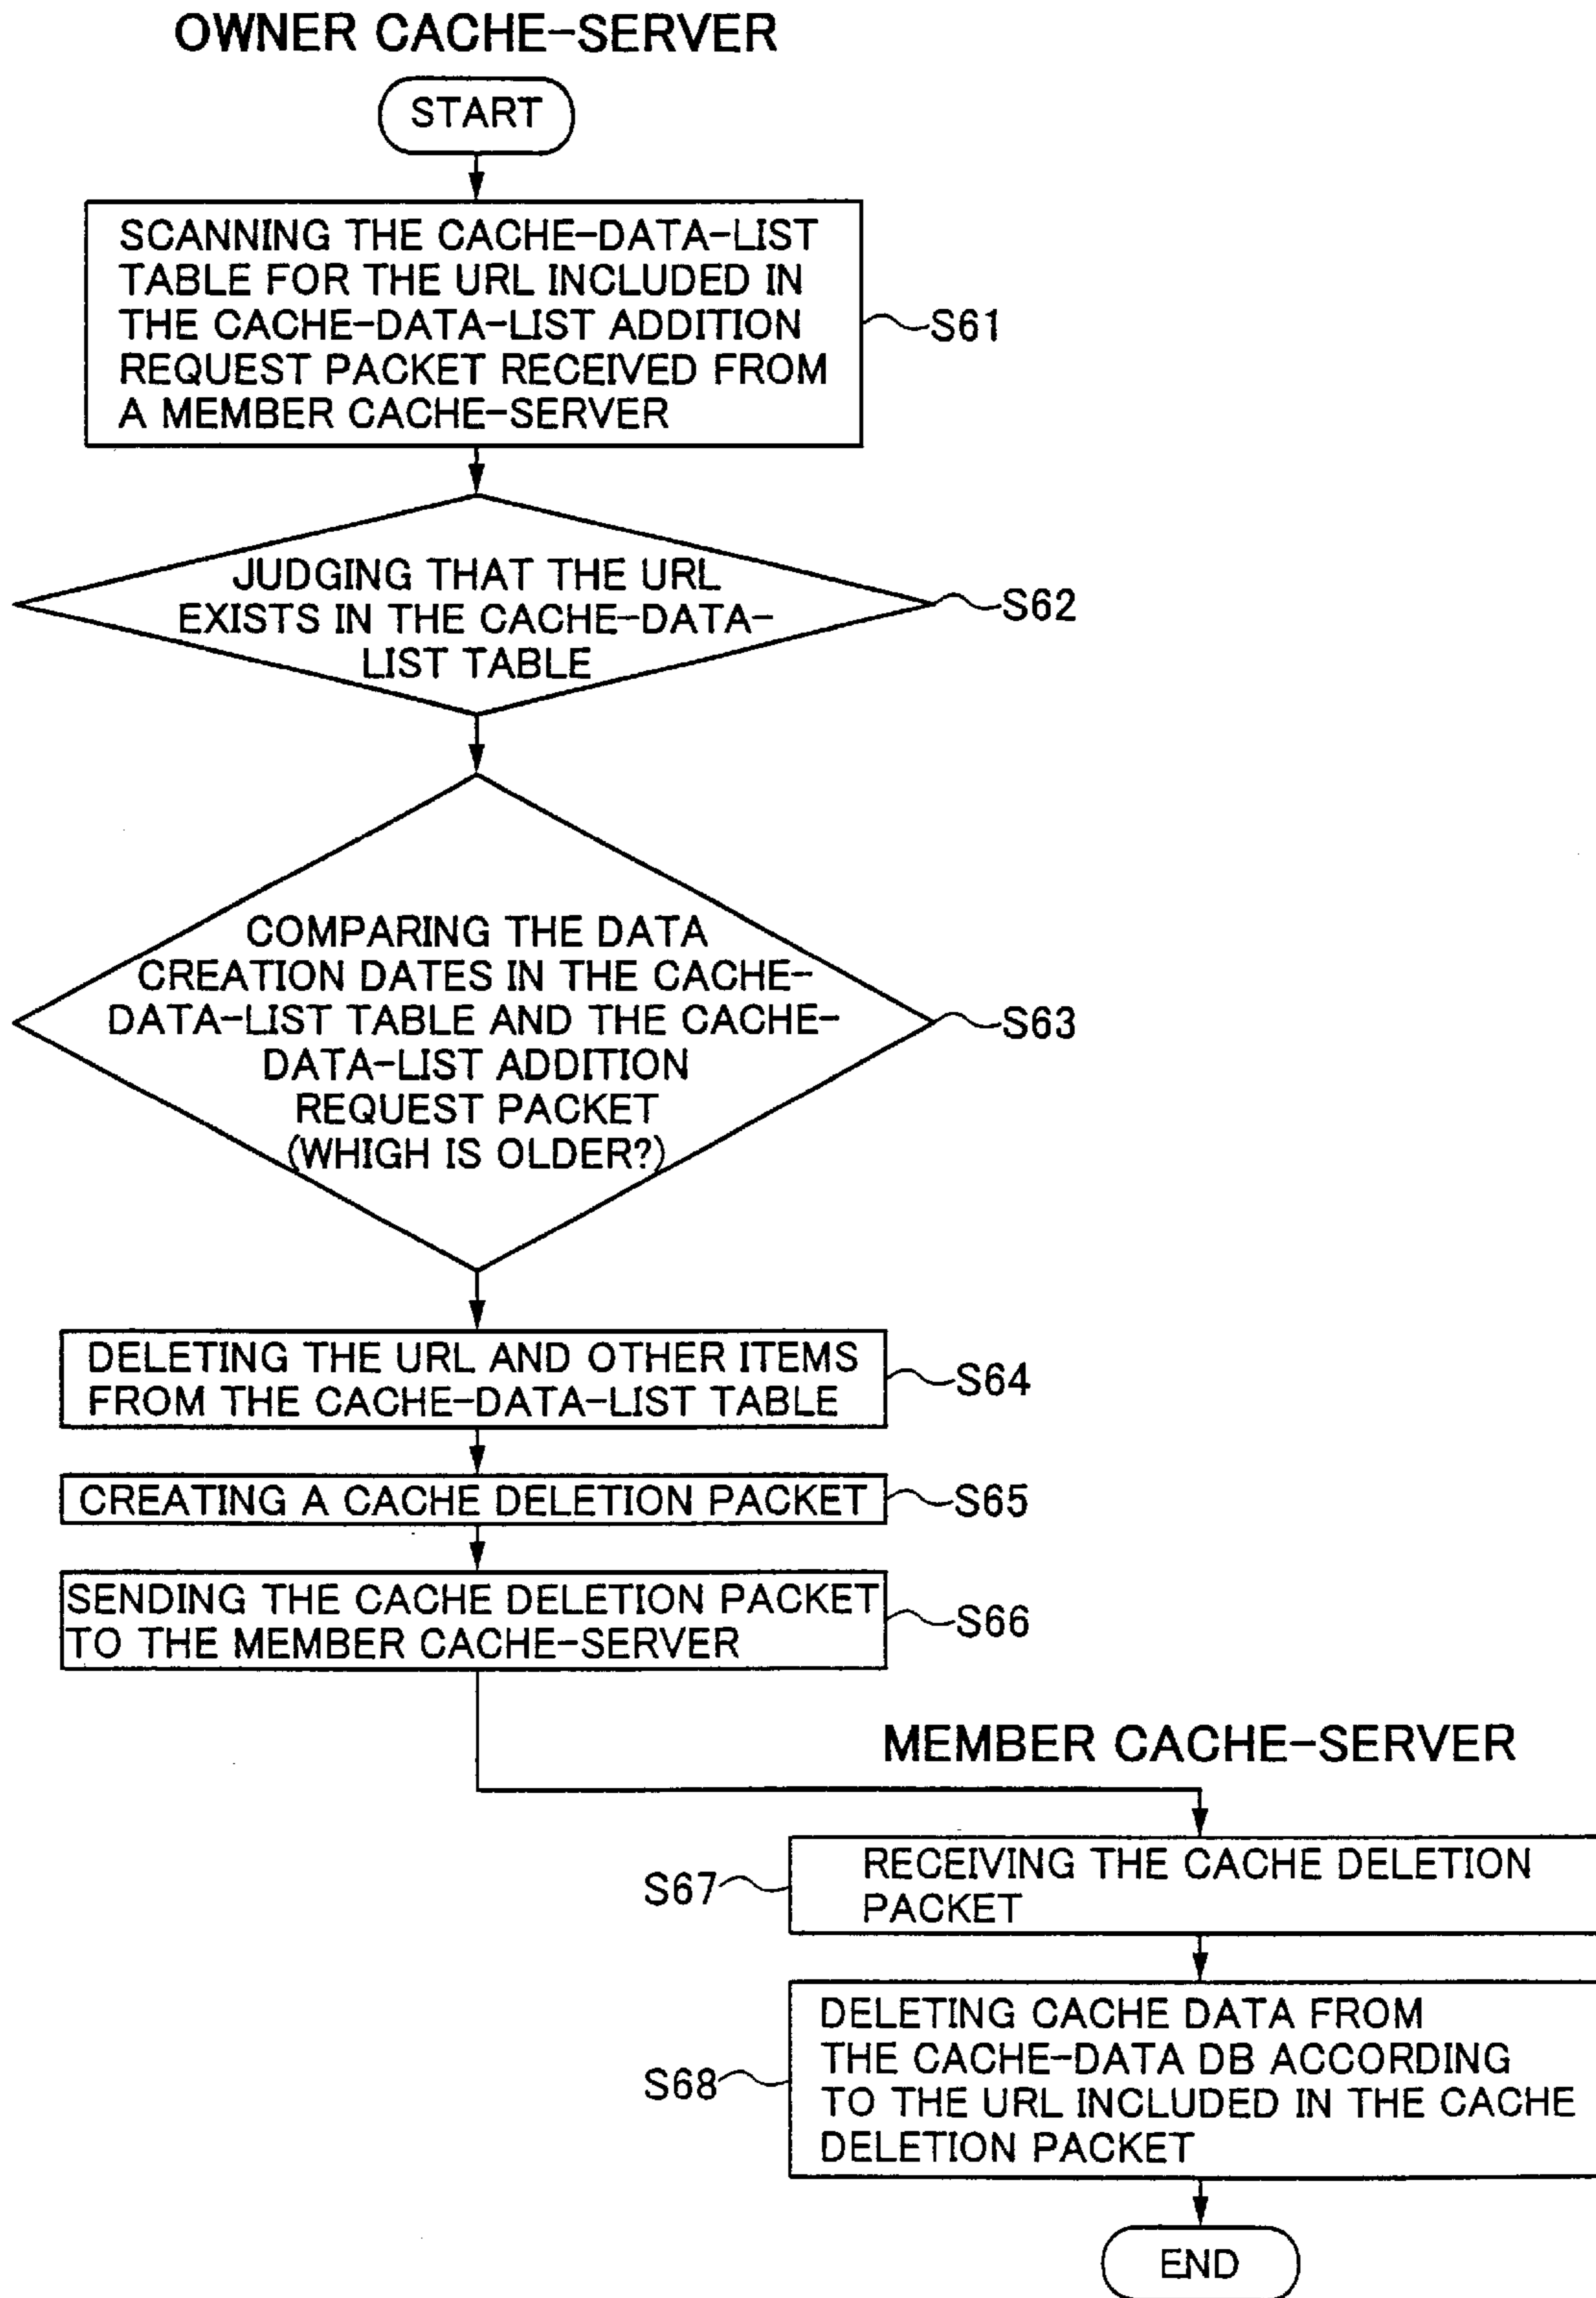 OWNER CACHE-SERVER
START
SCANNING THE CACHE-DATA-LIST
TABLE FOR THE URL INCLUDED IN
THE CACHE-DATA-LIST ADDITION
REQUEST PACKET RECEIVED FROM
A MEMBER CACHE-SERVER
S61
JUDGING THAT THE URL
EXISTS IN THE CACHE-DATA-
LIST TABLE
S62
COMPARING THE DATA
CREATION DATES IN THE CACHE-
DATA-LIST TABLE AND THE CACHE-
DATA-LIST ADDITION
REQUEST PACKET
(WHIGH IS OLDER?)
S63
DELETING THE URL AND OTHER ITEMS
FROM THE CACHE-DATA-LIST TABLE
S64
CREATING A CACHE DELETION PACKET
S65
SENDING THE CACHE DELETION PACKET
TO THE MEMBER CACHE-SERVER
S66
MEMBER CACHE-SERVER
RECEIVING THE CACHE DELETION
PACKET
S67
DELETING CACHE DATA FROM
THE CACHE-DATA DB ACCORDING
TO THE URL INCLUDED IN THE CACHE
DELETION PACKET
S68
END